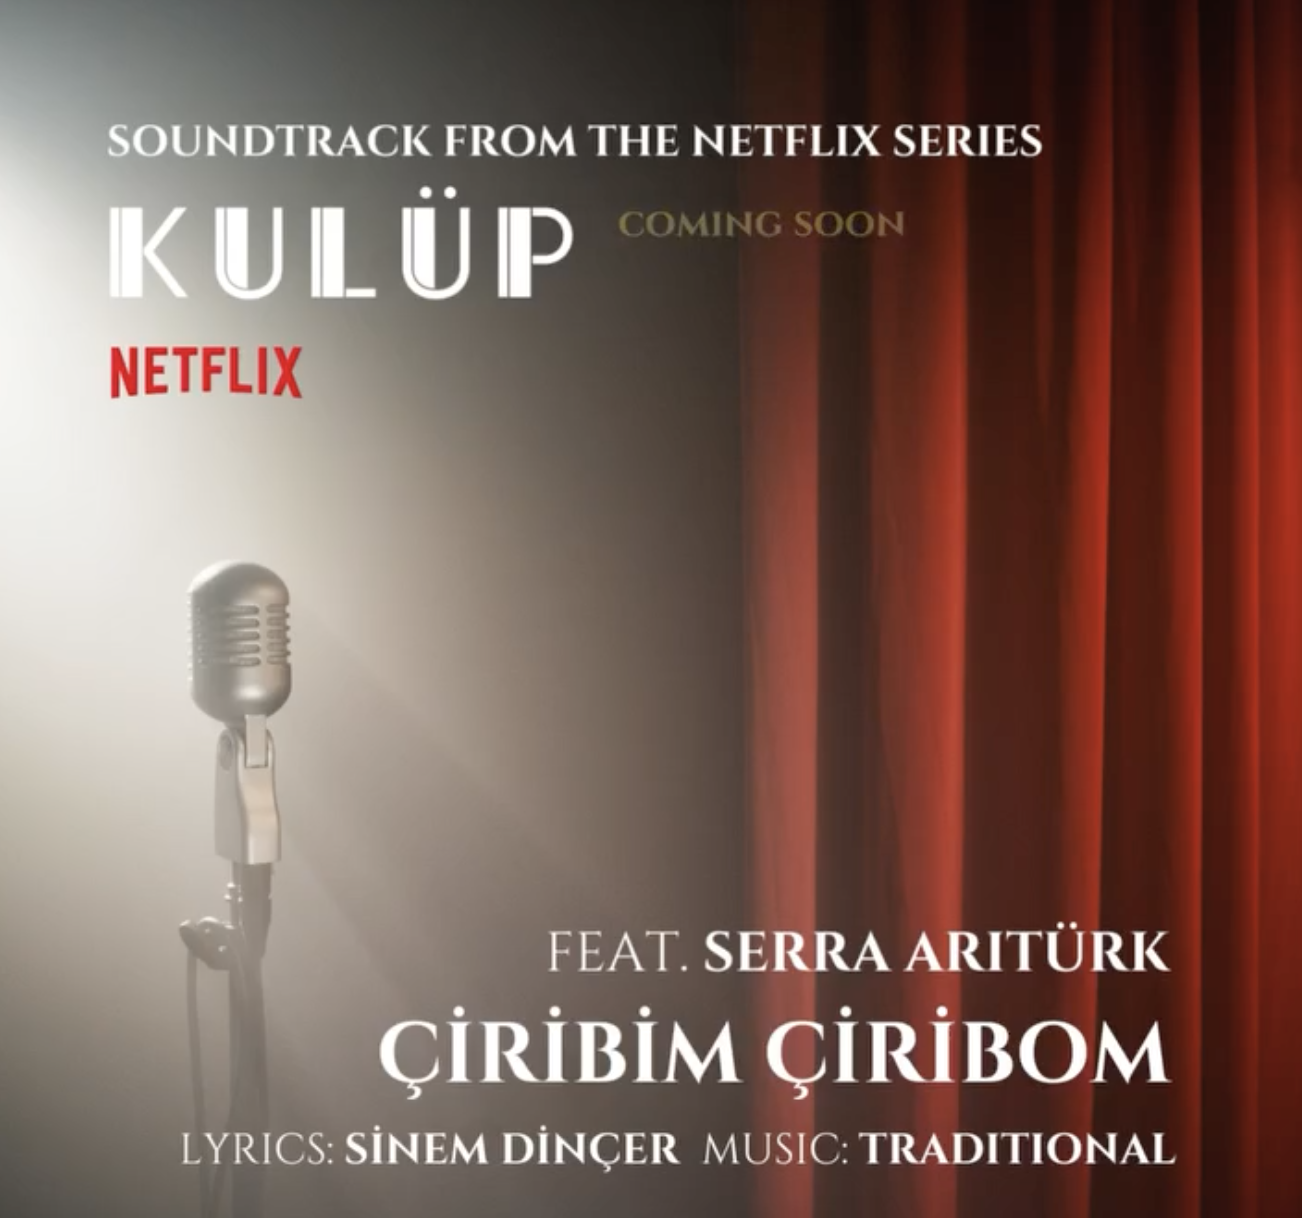 SOUNDTRACK FROM THE NETFLIX SERIES
KULÜP COMING SOON
NETFLIX
FEAT. SERRA ARITÜRK
ÇİRİBİM ÇİRİBOM
LYRICS: SİNEM DİNÇER MUSIC: TRADITIONAL